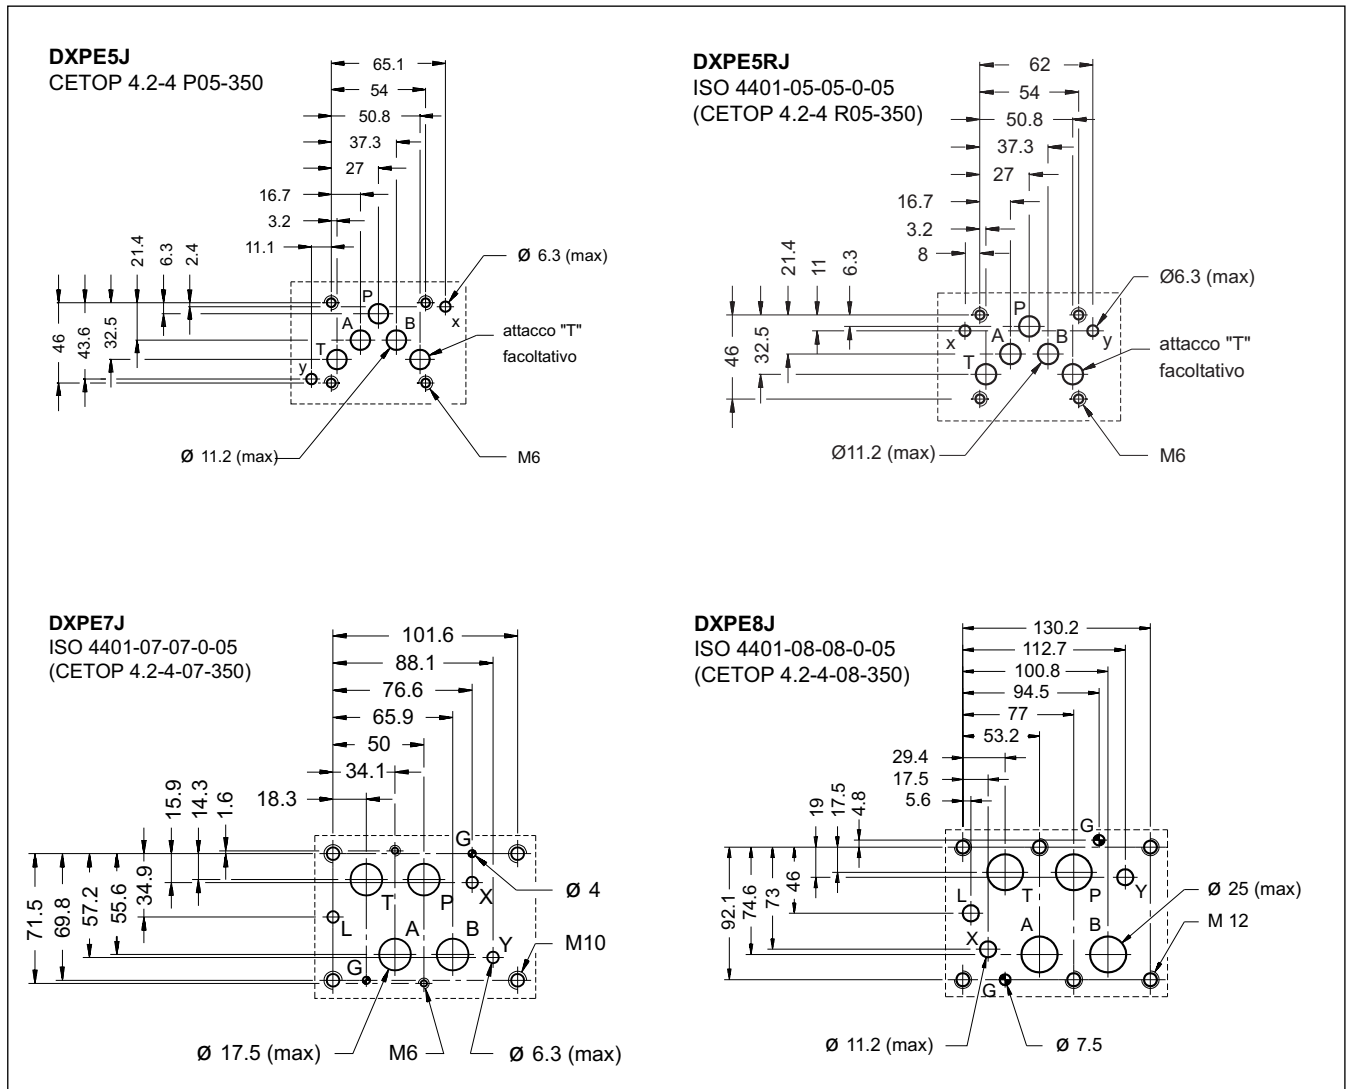 DXPE5J
CETOP 4.2-4 P05-350
65.1
54
50.8
37.3
27
16.7
3.2
11.1
21.4
6.3
2.4
46
43.6
32.5
P
A
B
T
x
y
Ø 6.3 (max)
attacco "T"
facoltativo
Ø 11.2 (max)
M6
DXPE5RJ
ISO 4401-05-05-0-05
(CETOP 4.2-4 R05-350)
62
54
50.8
37.3
27
16.7
3.2
8
21.4
11
6.3
46
32.5
P
A
B
T
x
y
Ø6.3 (max)
attacco "T"
facoltativo
Ø11.2 (max)
M6
DXPE7J
ISO 4401-07-07-0-05
(CETOP 4.2-4-07-350)
101.6
88.1
76.6
65.9
50
34.1
18.3
15.9
14.3
1.6
71.5
69.8
57.2
55.6
34.9
G
T
P
X
L
A
B
Y
G
Ø 4
M10
Ø 17.5 (max)
M6
Ø 6.3 (max)
DXPE8J
ISO 4401-08-08-0-05
(CETOP 4.2-4-08-350)
130.2
112.7
100.8
94.5
77
53.2
29.4
17.5
5.6
19
17.5
4.8
92.1
74.6
73
46
G
T
P
Y
L
A
B
X
G
Ø 25 (max)
M 12
Ø 11.2 (max)
Ø 7.5